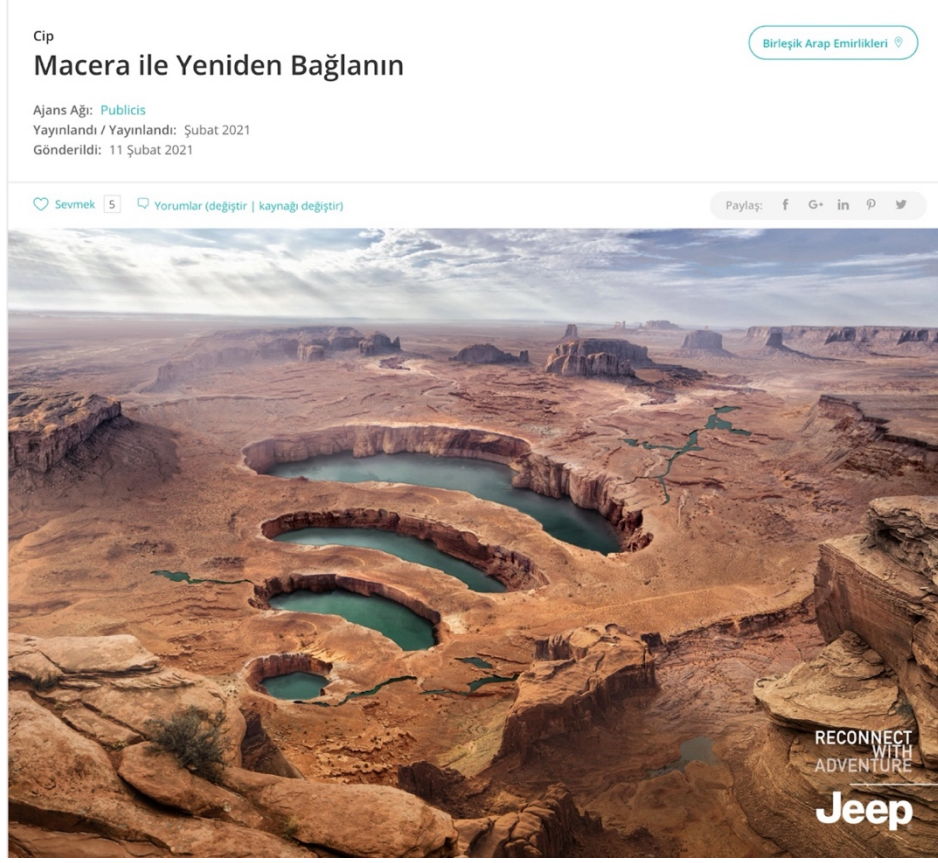 Cip
Macera ile Yeniden Bağlanın
Birleşik Arap Emirlikleri
Ajans Ağı: Publicis
Yayınlandı / Yayınlandı: Şubat 2021
Gönderildi: 11 Şubat 2021
Sevmek 5 Yorumlar (değiştir | kaynağı değiştir)
Paylaş: f G+ in
RECONNECT
WITH
ADVENTURE
Jeep